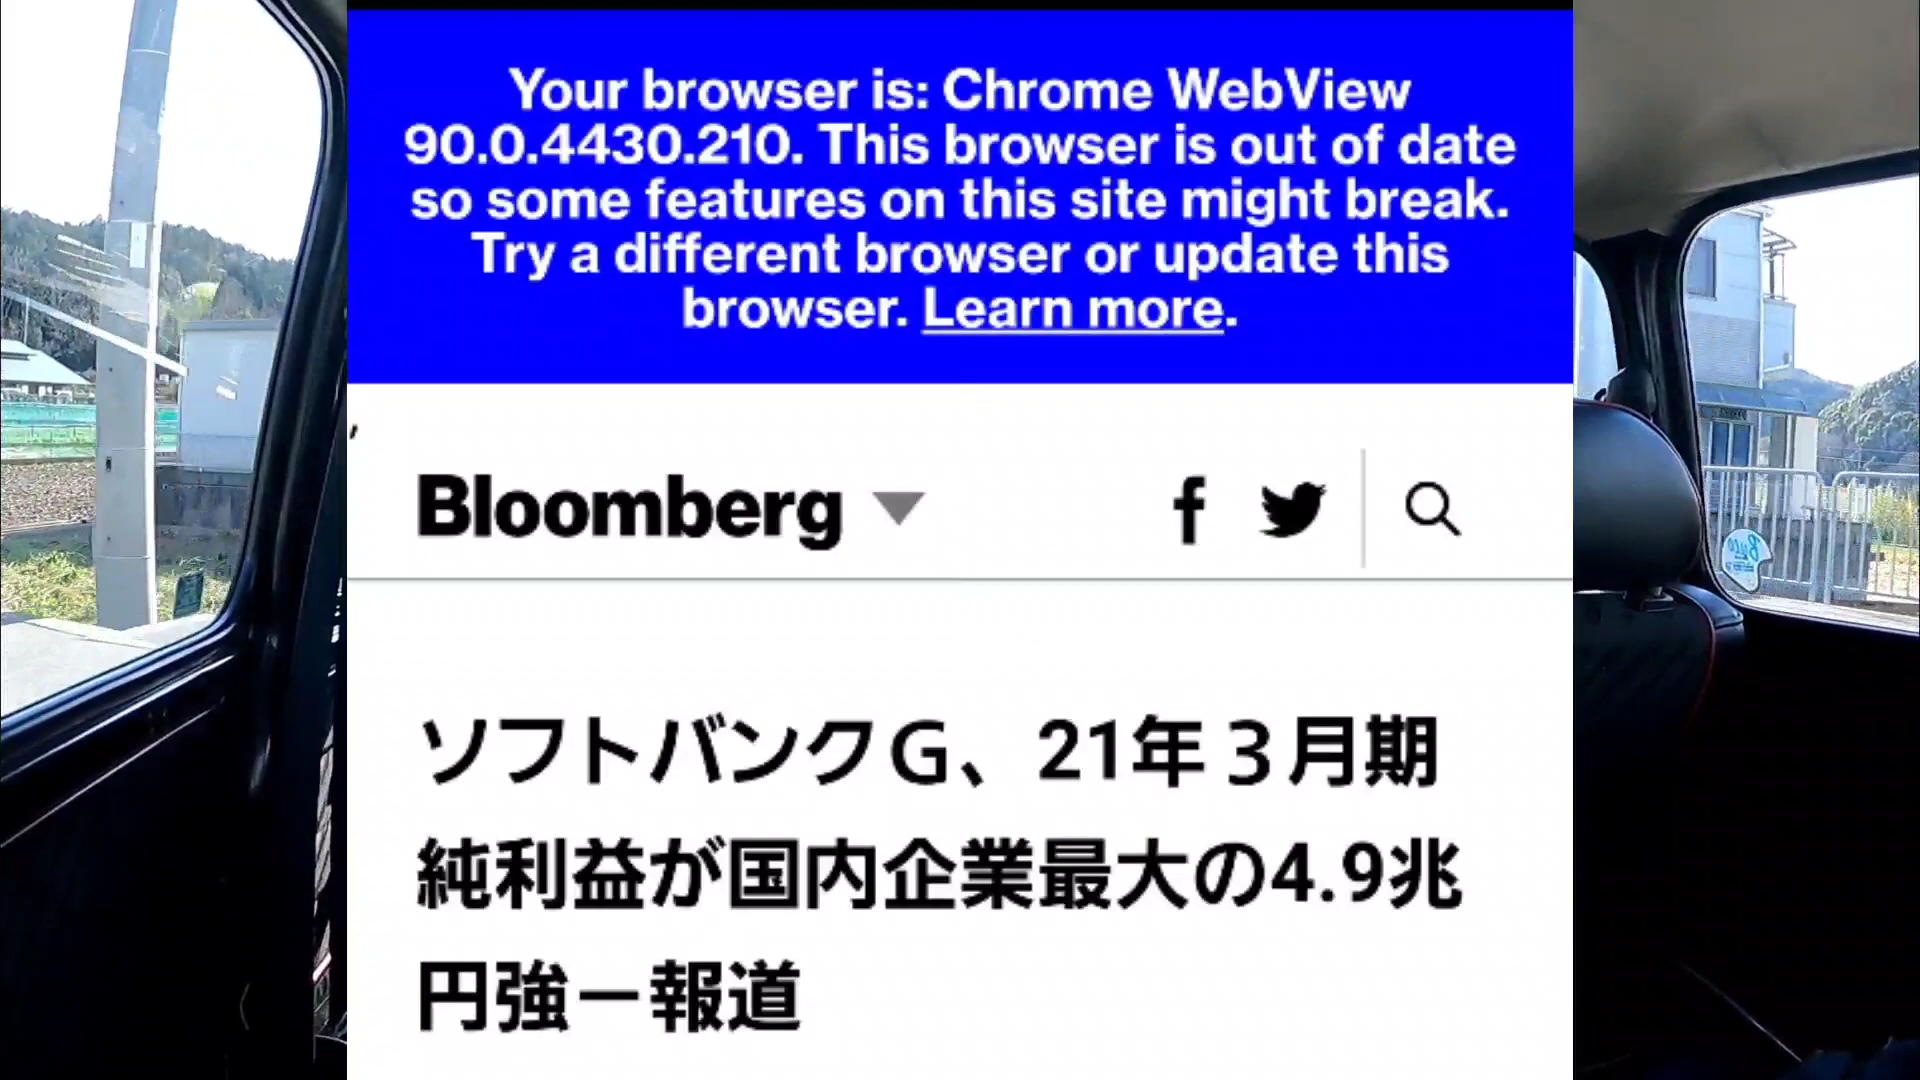 Your browser is: Chrome WebView
90.0.4430.210. This browser is out of date
so some features on this site might break.
Try a different browser or update this
browser. Learn more.
Bloomberg
ソフトバンクＧ、21年３月期
純利益が国内企業最大の4.9兆
円強－報道